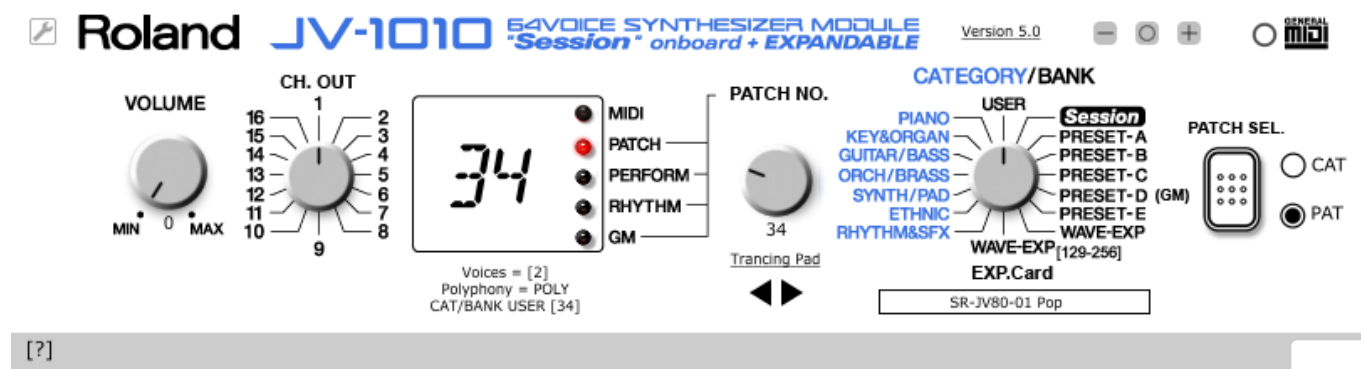 Roland JV-1010 64VOICE SYNTHESIZER MODULE
"Session" onboard + EXPANDABLE
Version 5.0
GENERAL
MIDI
VOLUME
MIN 0 MAX
CH. OUT
1
16 2
15 3
14 4
13 5
12 6
11 7
10 8
9
34
MIDI
PATCH
PERFORM
RHYTHM
GM
Voices = [2]
Polyphony = POLY
CAT/BANK USER [34]
PATCH NO.
34
Trancing Pad
CATEGORY/BANK
USER
PIANO Session
KEY&ORGAN PRESET-A
GUITAR/BASS PRESET-B
ORCH/BRASS PRESET-C
SYNTH/PAD PRESET-D (GM)
ETHNIC PRESET-E
RHYTHM&SFX WAVE-EXP
WAVE-EXP[129-256]
EXP.Card
SR-JV80-01 Pop
PATCH SEL.
CAT
PAT
[?]